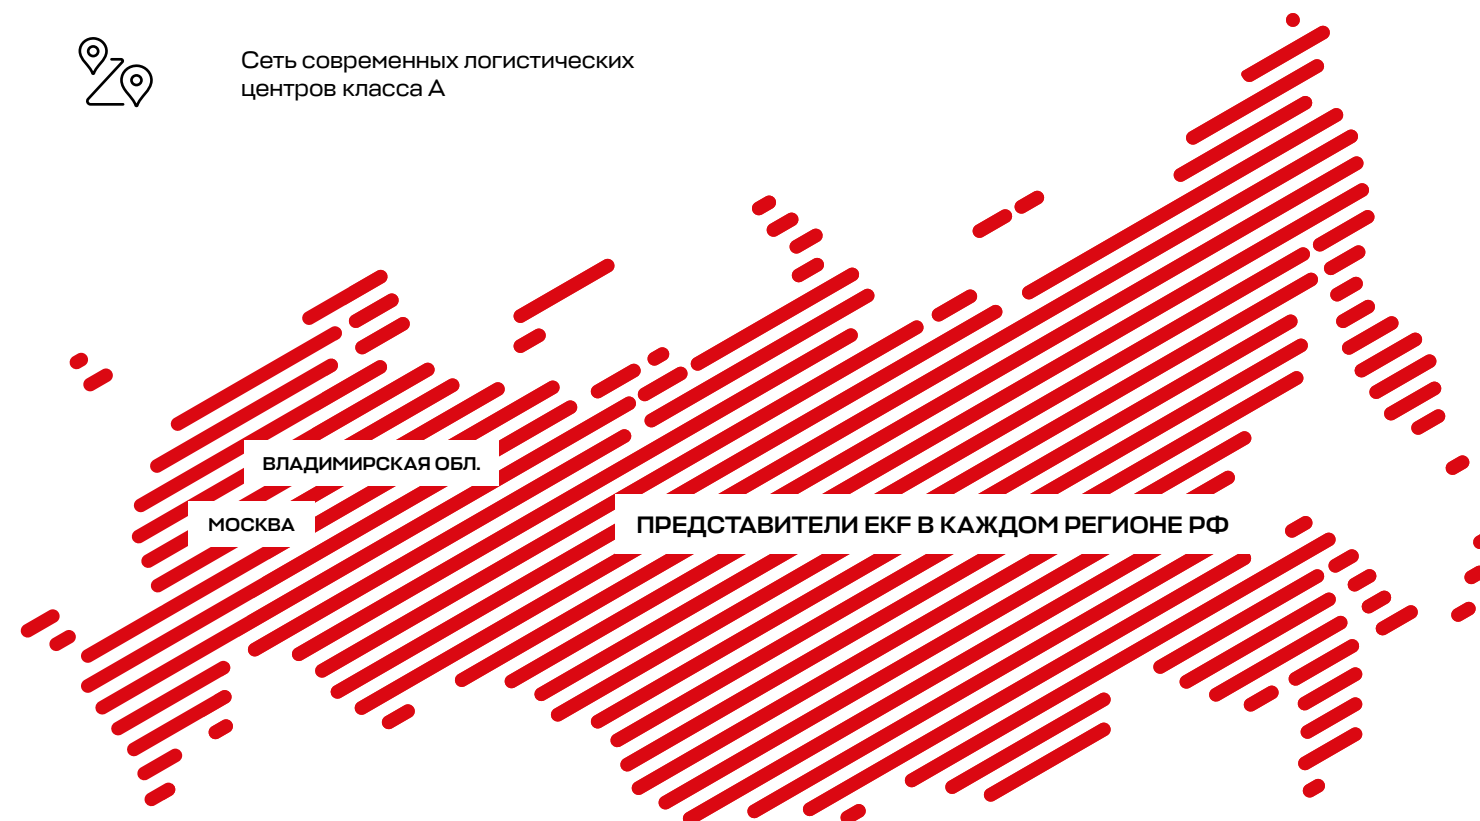 Сеть современных логистических
центров класса А
ВЛАДИМИРСКАЯ ОБЛ.
МОСКВА
ПРЕДСТАВИТЕЛИ EKF В КАЖДОМ РЕГИОНЕ РФ